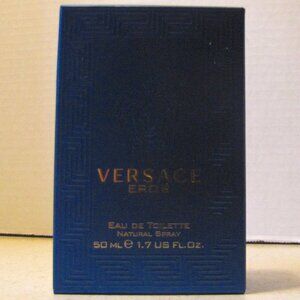 VERSACE
EROS
EAU DE TOILETTE
NATURAL SPRAY
50 ML ℮ 1.7 US FL.OZ.